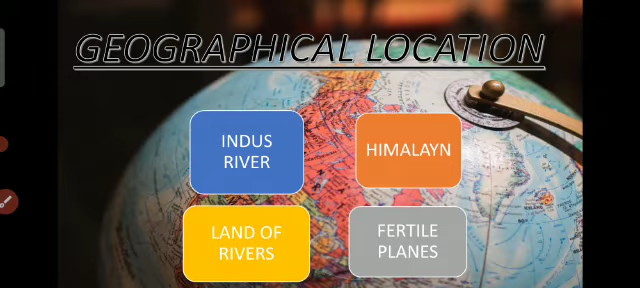 GEOGRAPHICAL LOCATION
INDUS
RIVER
HIMALAYN
LAND OF
RIVERS
FERTILE
PLANES